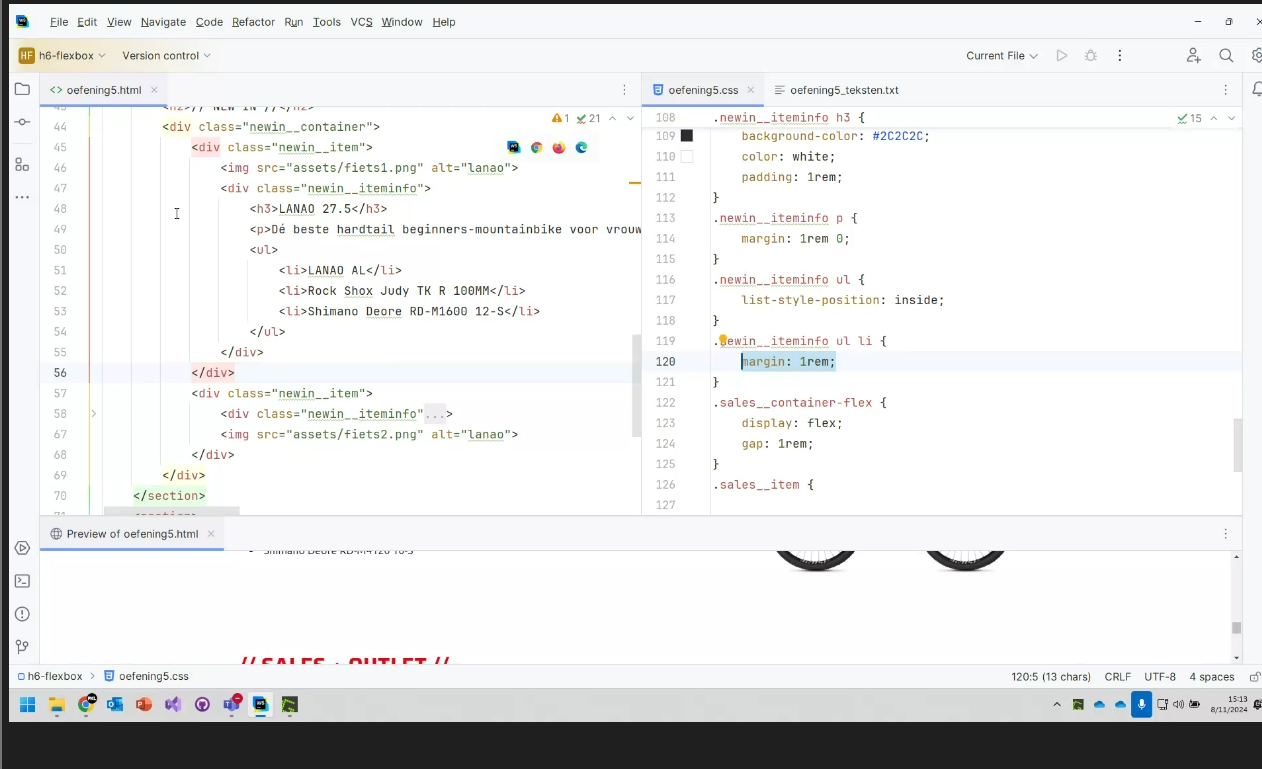 File Edit View Navigate Code Refactor Run Tools VCS Window Help
HF h6-flexbox Version control Current File
oefening5.html
oefening5.css oefening5_teksten.txt
<h2>// NEW IN //</h2>
44 <div class="newin__container">
1 21
45 <div class="newin__item">
46 <img src="assets/fiets1.png" alt="lanao">
47 <div class="newin__iteminfo">
48 <h3>LANAO 27.5</h3>
49 <p>Dé beste hardtail beginners-mountainbike voor vrouw
50 <ul>
51 <li>LANAO AL</li>
52 <li>Rock Shox Judy TK R 100MM</li>
53 <li>Shimano Deore RD-M1600 12-S</li>
54 </ul>
55 </div>
56 </div>
57 <div class="newin__item">
58 <div class="newin__iteminfo"...>
67 <img src="assets/fiets2.png" alt="lanao">
68 </div>
69 </div>
70 </section>
108 .newin__iteminfo h3 {
15
109 background-color: #2C2C2C;
110 color: white;
111 padding: 1rem;
112 }
113 .newin__iteminfo p {
114 margin: 1rem 0;
115 }
116 .newin__iteminfo ul {
117 list-style-position: inside;
118 }
119 .newin__iteminfo ul li {
120 margin: 1rem;
121 }
122 .sales__container-flex {
123 display: flex;
124 gap: 1rem;
125 }
126 .sales__item {
127
Preview of oefening5.html
Shimano Deore RD-M4120 10-S
// SALES + OUTLET //
h6-flexbox oefening5.css 120:5 (13 chars) CRLF UTF-8 4 spaces
15:13
8/11/2024